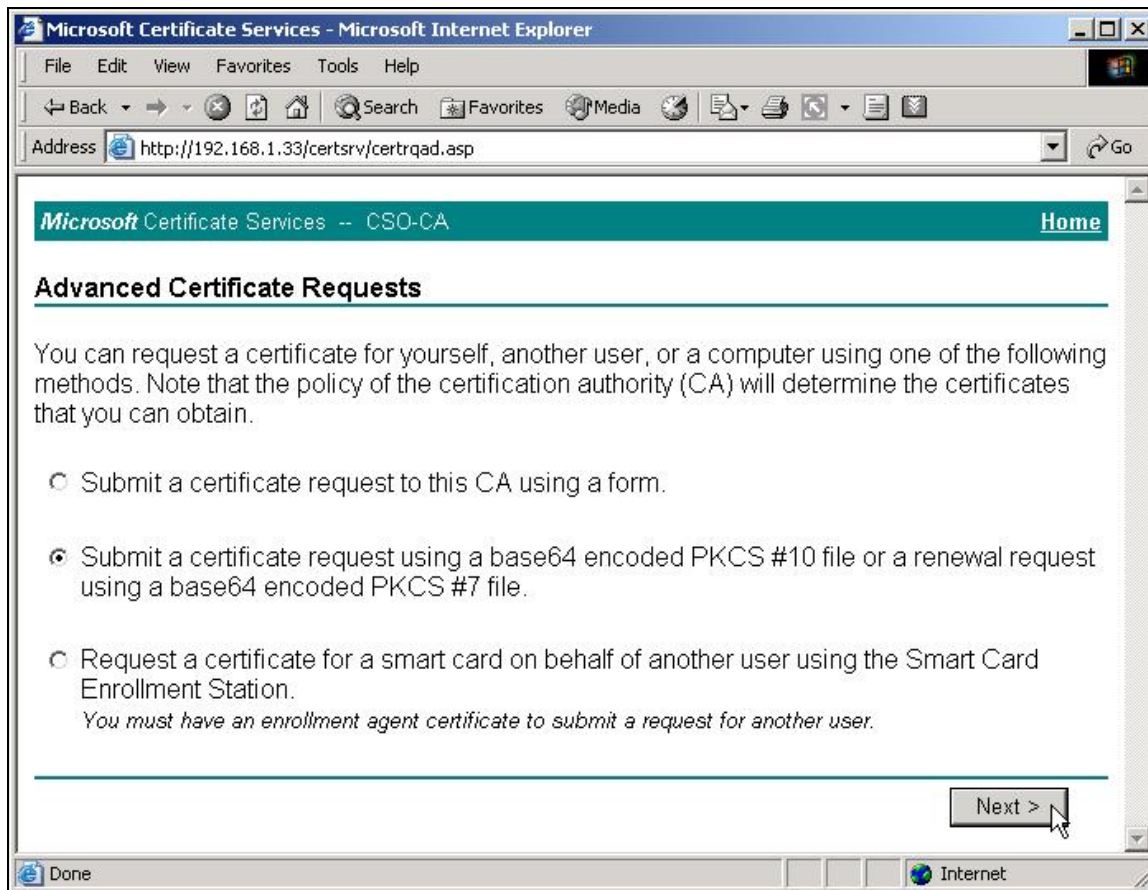 Microsoft Certificate Services - Microsoft Internet Explorer
File Edit View Favorites Tools Help
Back Search Favorites Media
Address http://192.168.1.33/certsrv/certrqad.asp Go
Microsoft Certificate Services -- CSO-CA Home
Advanced Certificate Requests
You can request a certificate for yourself, another user, or a computer using one of the following
methods. Note that the policy of the certification authority (CA) will determine the certificates
that you can obtain.
Submit a certificate request to this CA using a form.
Submit a certificate request using a base64 encoded PKCS #10 file or a renewal request
using a base64 encoded PKCS #7 file.
Request a certificate for a smart card on behalf of another user using the Smart Card
Enrollment Station.
You must have an enrollment agent certificate to submit a request for another user.
Next >
Done Internet